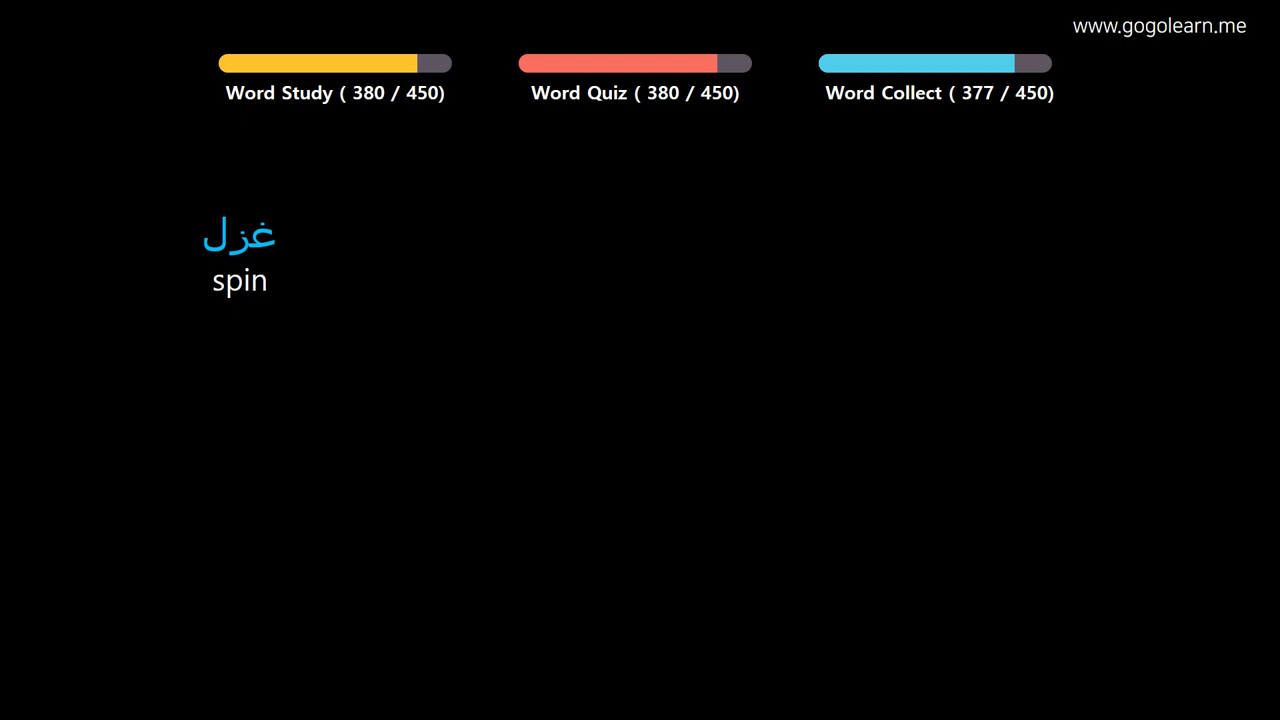 www.gogolearn.me
Word Study ( 380 / 450)
Word Quiz ( 380 / 450)
Word Collect ( 377 / 450)
غزل
spin